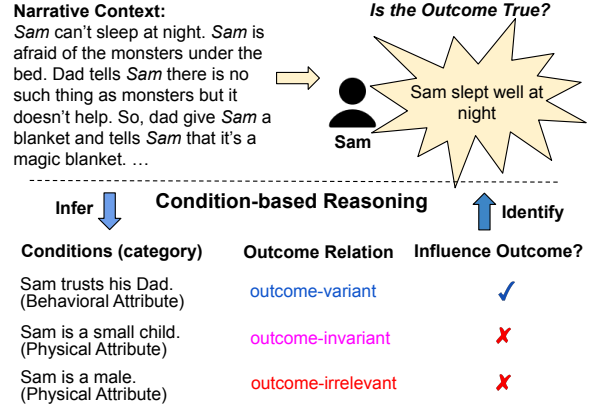 Narrative Context:
Sam can't sleep at night. Sam is
afraid of the monsters under the
bed. Dad tells Sam there is no
such thing as monsters but it
doesn't help. So, dad give Sam a
blanket and tells Sam that it's a
magic blanket. …
Is the Outcome True?
Sam slept well at
night
Sam
Infer
Condition-based Reasoning
Identify
Conditions (category)
Outcome Relation
Influence Outcome?
Sam trusts his Dad.
(Behavioral Attribute)
outcome-variant
✓
Sam is a small child.
(Physical Attribute)
outcome-invariant
✗
Sam is a male.
(Physical Attribute)
outcome-irrelevant
✗